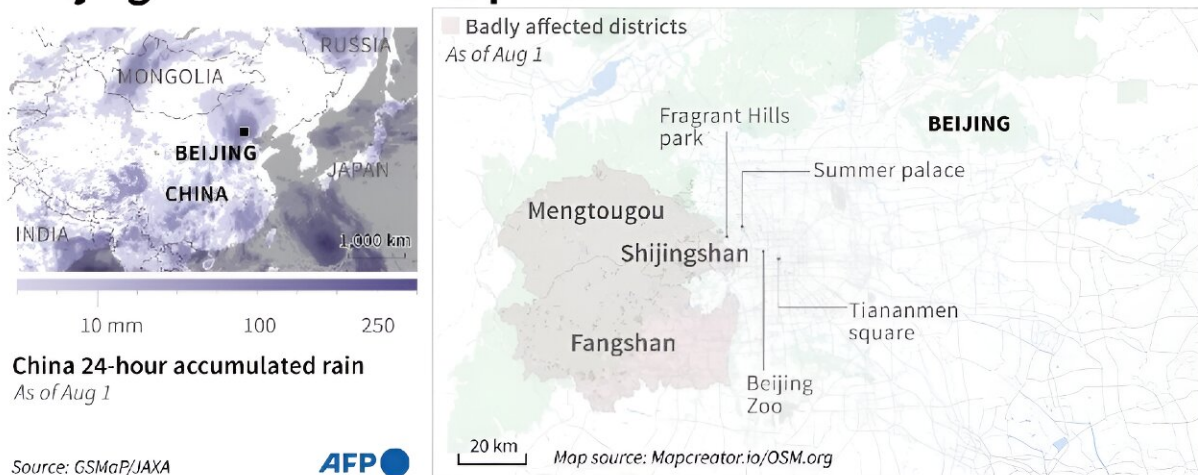 RUSSIA
MONGOLIA
BEIJING
CHINA
JAPAN
INDIA
1,000 km
10 mm 100 250
China 24-hour accumulated rain
As of Aug 1
Source: GSMaP/JAXA
AFP
Badly affected districts
As of Aug 1
Fragrant Hills
park
BEIJING
Summer palace
Mengtougou
Shijingshan
Tiananmen
square
Fangshan
Beijing
Zoo
20 km
Map source: Mapcreator.io/OSM.org